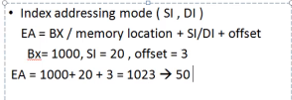 • Index addressing mode ( SI , DI )
EA = BX / memory location + SI/DI + offset
Bx= 1000, SI = 20 , offset = 3
EA = 1000+ 20 + 3 = 1023 → 50